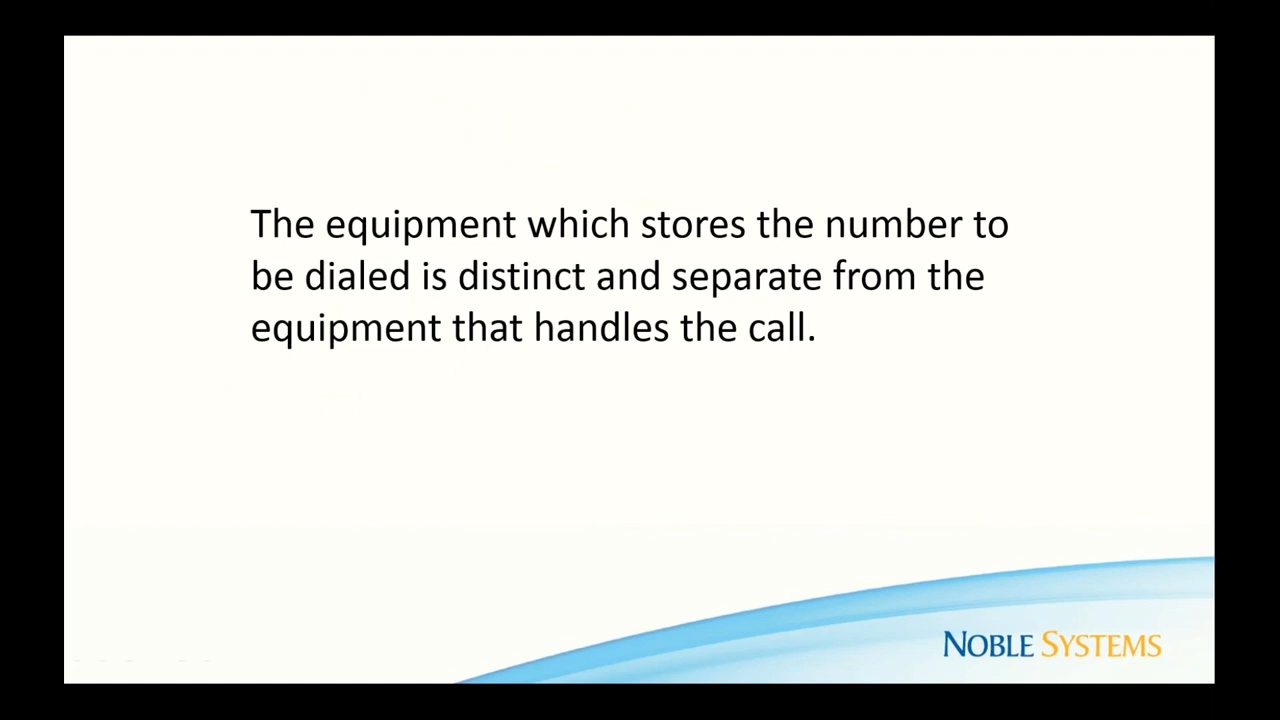 The equipment which stores the number to
be dialed is distinct and separate from the
equipment that handles the call.
NOBLE SYSTEMS